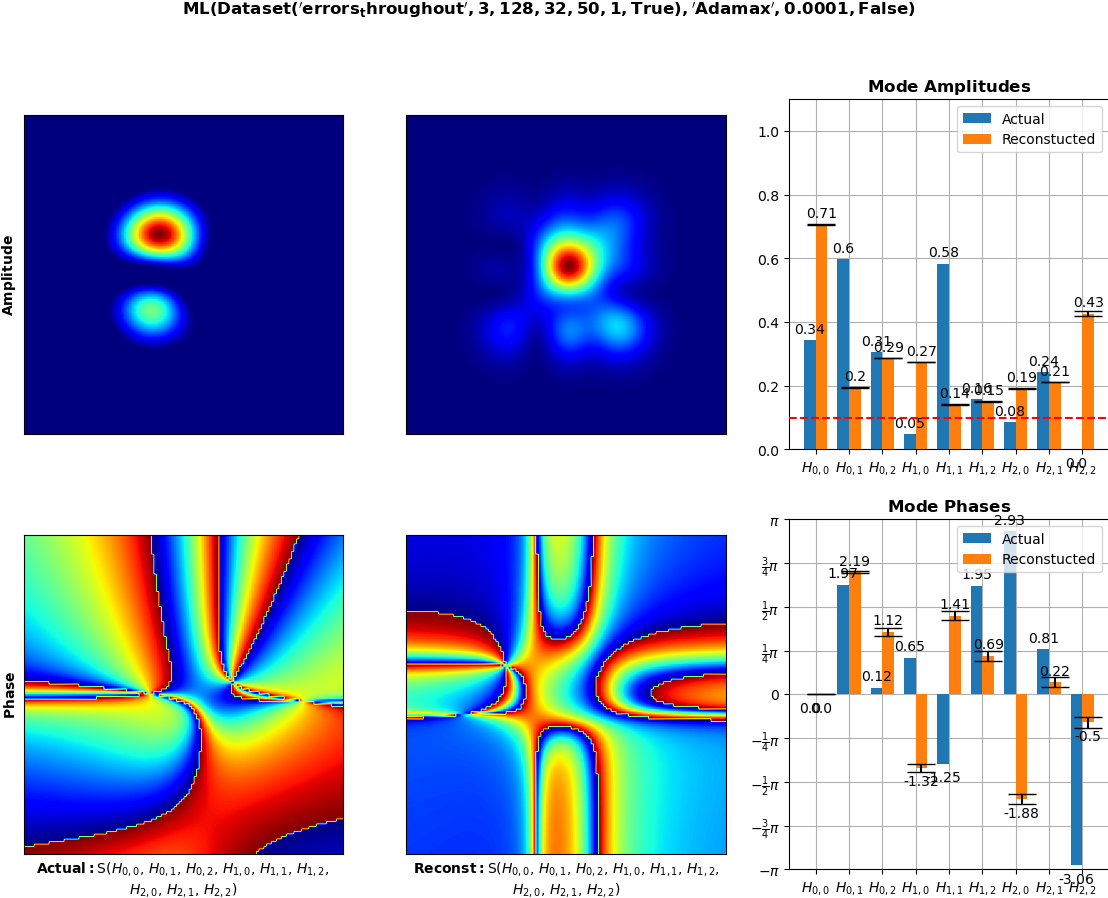 ML(Dataset('errors_throughout', 3, 128, 32, 50, 1, True), 'Adamax', 0.0001, False)
Amplitude
Mode Amplitudes
Actual
Reconstucted
1.0
0.8
0.6
0.4
0.2
0.0
0.34
0.71
0.6
0.2
0.31
0.29
0.05
0.27
0.58
0.14
0.16
0.15
0.08
0.19
0.24
0.21
0.0
0.43
H0,0 H0,1 H0,2 H1,0 H1,1 H1,2 H2,0 H2,1 H2,2
Phase
Actual: S(H0,0, H0,1, H0,2, H1,0, H1,1, H1,2,
H2,0, H2,1, H2,2)
Reconst: S(H0,0, H0,1, H0,2, H1,0, H1,1, H1,2,
H2,0, H2,1, H2,2)
Mode Phases
Actual
Reconstucted
π
3/4π
1/2π
1/4π
0
−1/4π
−1/2π
−3/4π
−π
0.0
0.0
1.97
2.19
0.12
1.12
0.65
-1.32
-1.25
1.41
1.95
0.69
2.93
-1.88
0.81
0.22
-3.06
-0.5
H0,0 H0,1 H0,2 H1,0 H1,1 H1,2 H2,0 H2,1 H2,2